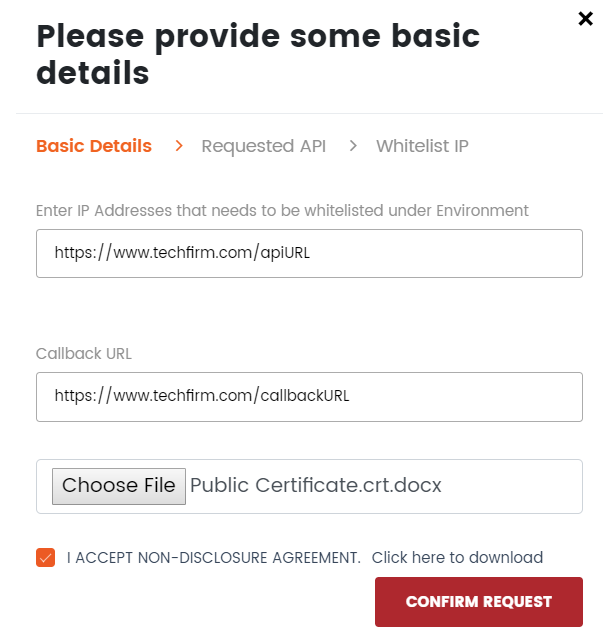 Please provide some basic
details
Basic Details > Requested API > Whitelist IP
Enter IP Addresses that needs to be whitelisted under Environment
https://www.techfirm.com/apiURL
Callback URL
https://www.techfirm.com/callbackURL
Choose File Public Certificate.crt.docx
I ACCEPT NON-DISCLOSURE AGREEMENT. Click here to download
CONFIRM REQUEST